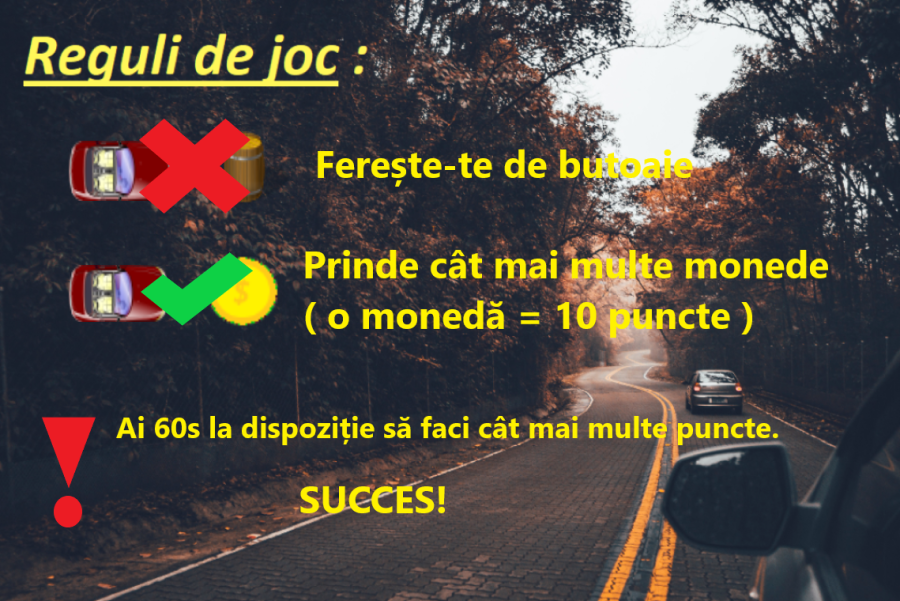 Reguli de joc :
Ferește-te de butoaie
Prinde cât mai multe monede
( o monedă = 10 puncte )
Ai 60s la dispoziție să faci cât mai multe puncte.
SUCCES!